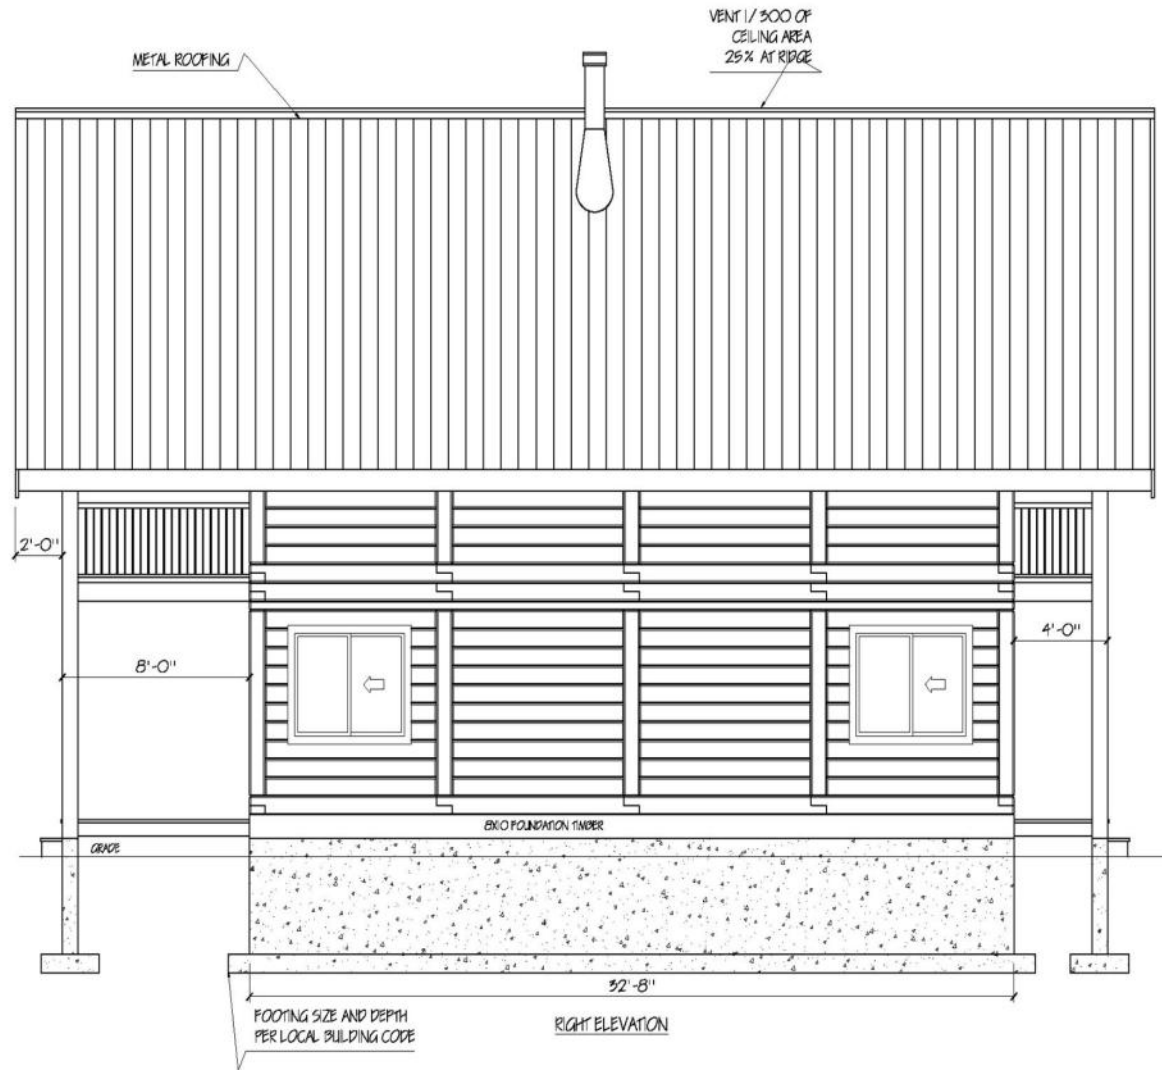 VENT 1/300 OF
CEILING AREA
25% AT RIDGE
METAL ROOFING
2'-0"
4'-0"
8'-0"
8X10 FOUNDATION TIMBER
GRADE
32'-8"
FOOTING SIZE AND DEPTH
PER LOCAL BUILDING CODE
RIGHT ELEVATION